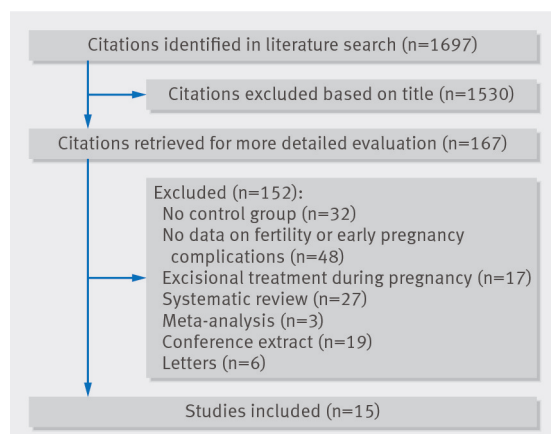 Citations identified in literature search (n=1697)
Citations excluded based on title (n=1530)
Citations retrieved for more detailed evaluation (n=167)
Excluded (n=152):
No control group (n=32)
No data on fertility or early pregnancy
complications (n=48)
Excisional treatment during pregnancy (n=17)
Systematic review (n=27)
Meta-analysis (n=3)
Conference extract (n=19)
Letters (n=6)
Studies included (n=15)